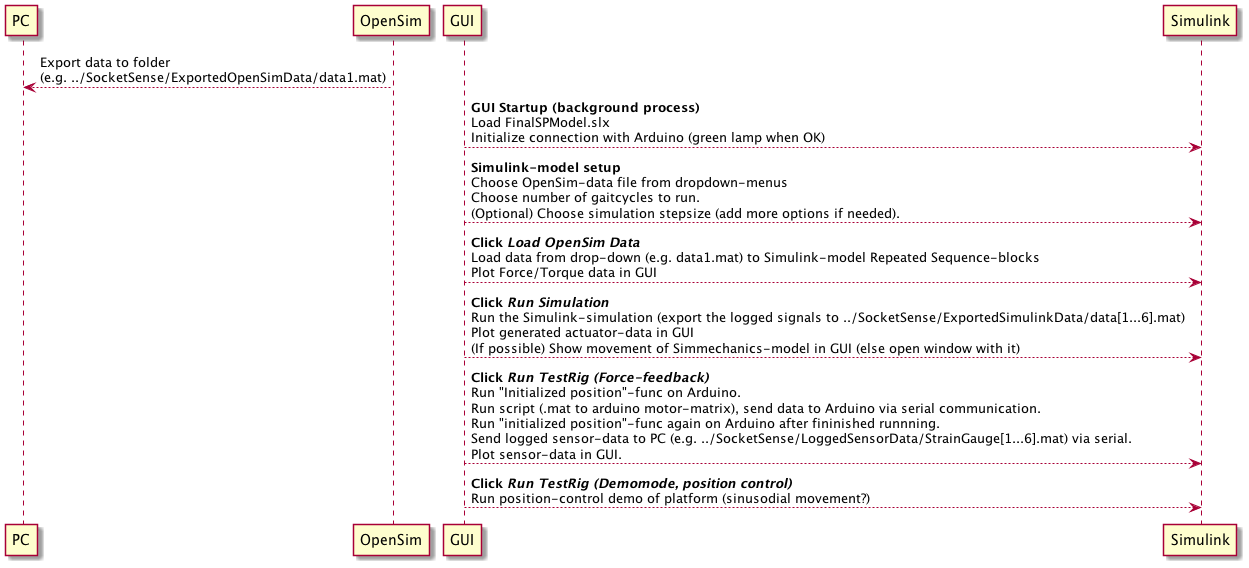 PC
OpenSim
GUI
Simulink
Export data to folder
(e.g. ../SocketSense/ExportedOpenSimData/data1.mat)
GUI Startup (background process)
Load FinalSPModel.slx
Initialize connection with Arduino (green lamp when OK)
Simulink-model setup
Choose OpenSim-data file from dropdown-menus
Choose number of gaitcycles to run.
(Optional) Choose simulation stepsize (add more options if needed).
Click Load OpenSim Data
Load data from drop-down (e.g. data1.mat) to Simulink-model Repeated Sequence-blocks
Plot Force/Torque data in GUI
Click Run Simulation
Run the Simulink-simulation (export the logged signals to ../SocketSense/ExportedSimulinkData/data[1...6].mat)
Plot generated actuator-data in GUI
(If possible) Show movement of Simmechanics-model in GUI (else open window with it)
Click Run TestRig (Force-feedback)
Run "Initialized position"-func on Arduino.
Run script (.mat to arduino motor-matrix), send data to Arduino via serial communication.
Run "initialized position"-func again on Arduino after fininished runnning.
Send logged sensor-data to PC (e.g. ../SocketSense/LoggedSensorData/StrainGauge[1...6].mat) via serial.
Plot sensor-data in GUI.
Click Run TestRig (Demomode, position control)
Run position-control demo of platform (sinusodial movement?)
PC
OpenSim
GUI
Simulink